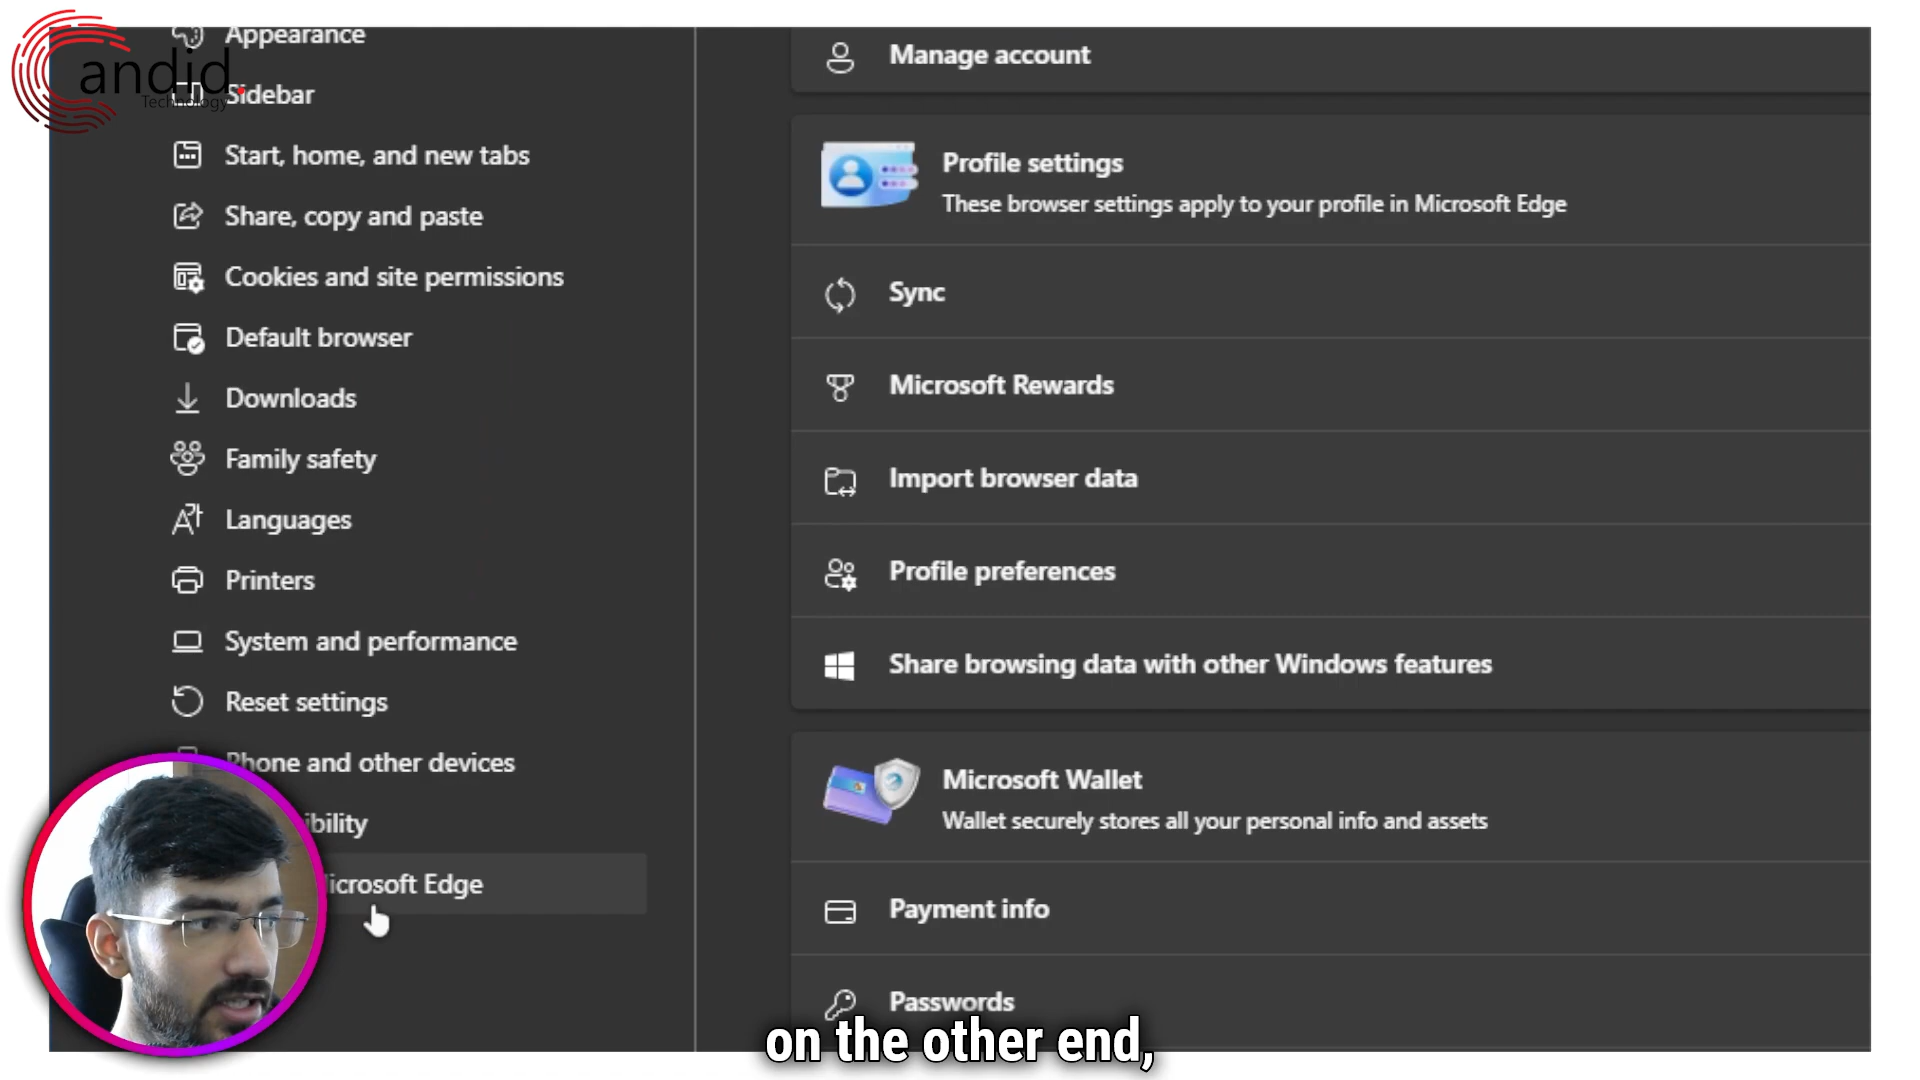 Candid.
Technology
Appearance
Sidebar
Start, home, and new tabs
Share, copy and paste
Cookies and site permissions
Default browser
Downloads
Family safety
Languages
Printers
System and performance
Reset settings
Phone and other devices
ibility
icrosoft Edge
Manage account
Profile settings
These browser settings apply to your profile in Microsoft Edge
Sync
Microsoft Rewards
Import browser data
Profile preferences
Share browsing data with other Windows features
Microsoft Wallet
Wallet securely stores all your personal info and assets
Payment info
Passwords
on the other end,